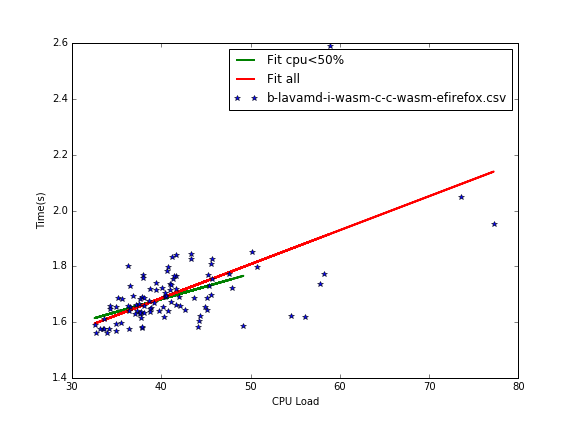 2.6
2.4
2.2
2.0
1.8
1.6
1.4
Time(s)
Fit cpu<50%
Fit all
b-lavamd-i-wasm-c-c-wasm-efirefox.csv
30 40 50 60 70 80
CPU Load